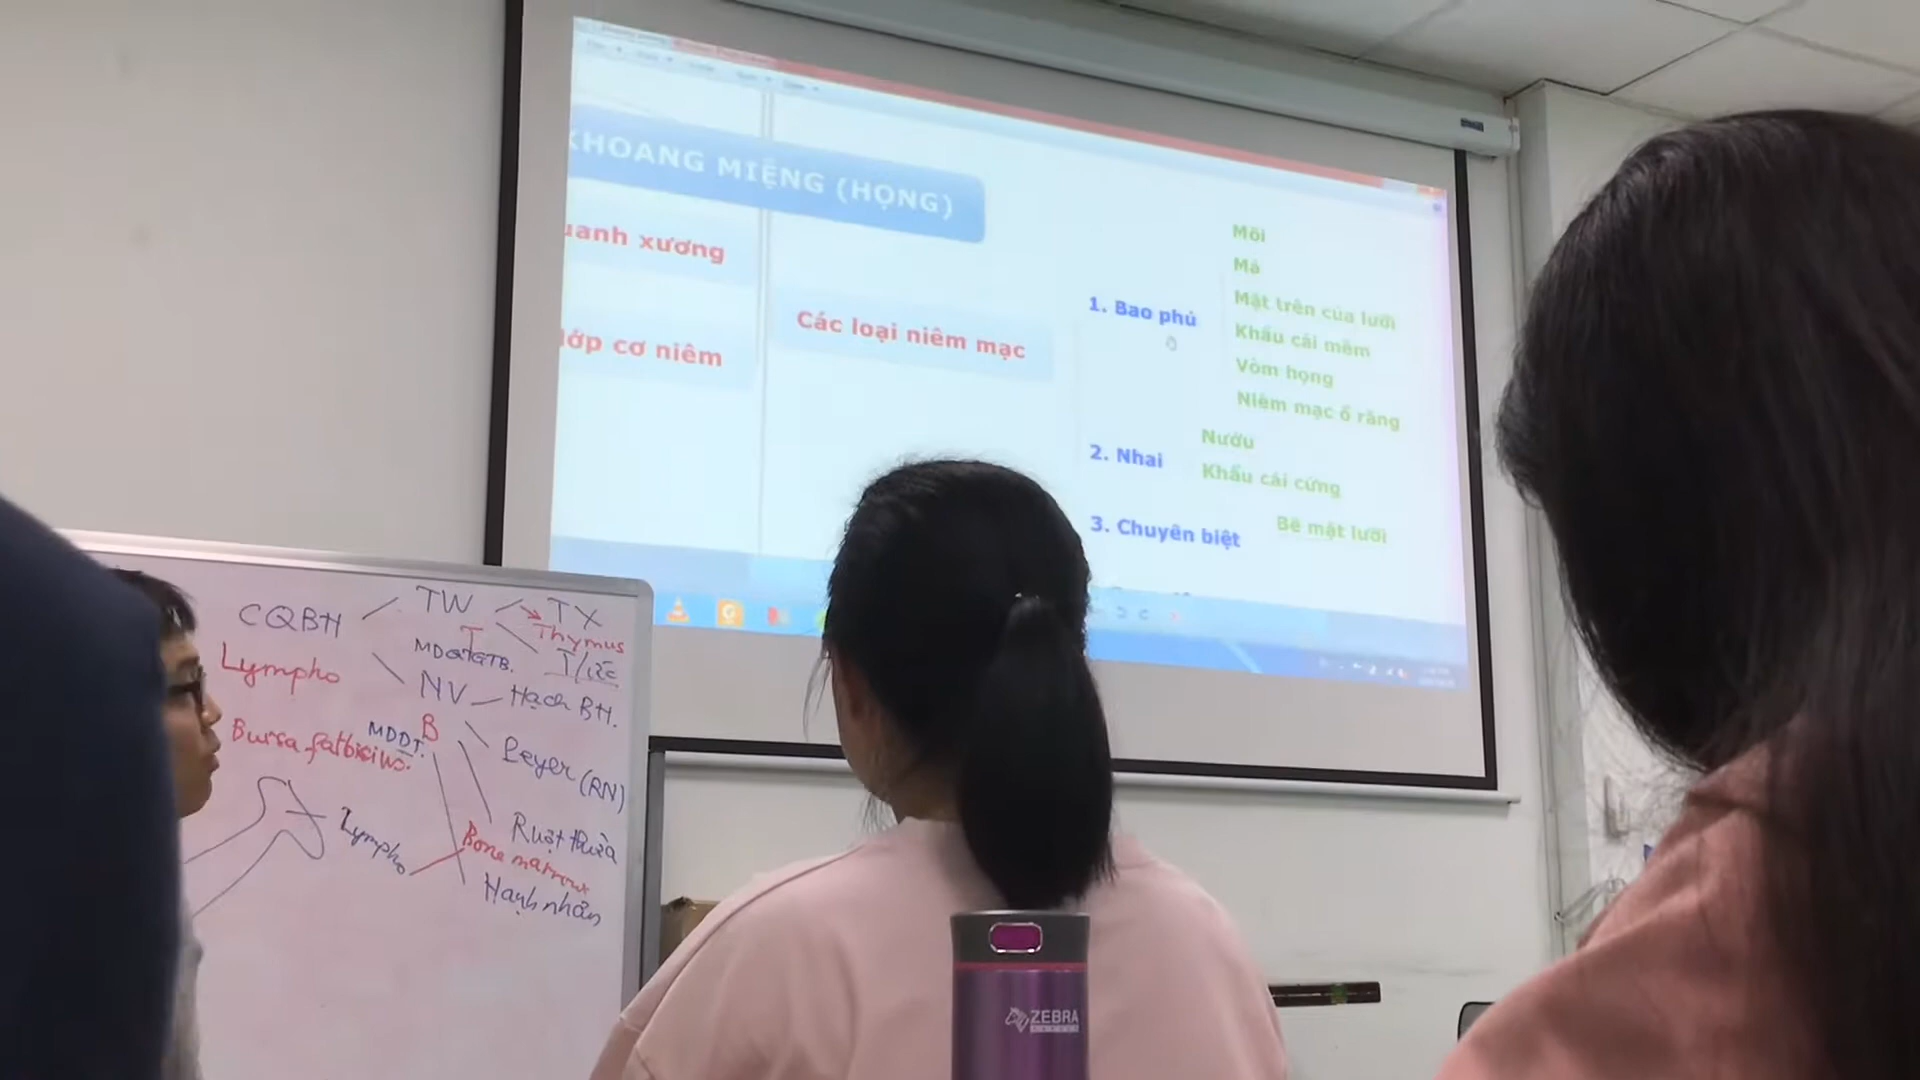 KHOANG MIỆNG (HỌNG)
uanh xương
lớp cơ niêm
Các loại niêm mạc
1. Bao phủ
Môi
Má
Mặt trên của lưỡi
Khẩu cái mềm
Vòm họng
Niêm mạc ổ răng
2. Nhai
Nướu
Khẩu cái cứng
3. Chuyên biệt
Bề mặt lưỡi
CQBH
TW
TX
Thymus
T
Lympho
NV
Hạch BH.
B
MDDT.
Bursa
Peyer (RN)
Lympho
Ruột thừa
Bone marrow
Hạnh nhân
ZEBRA